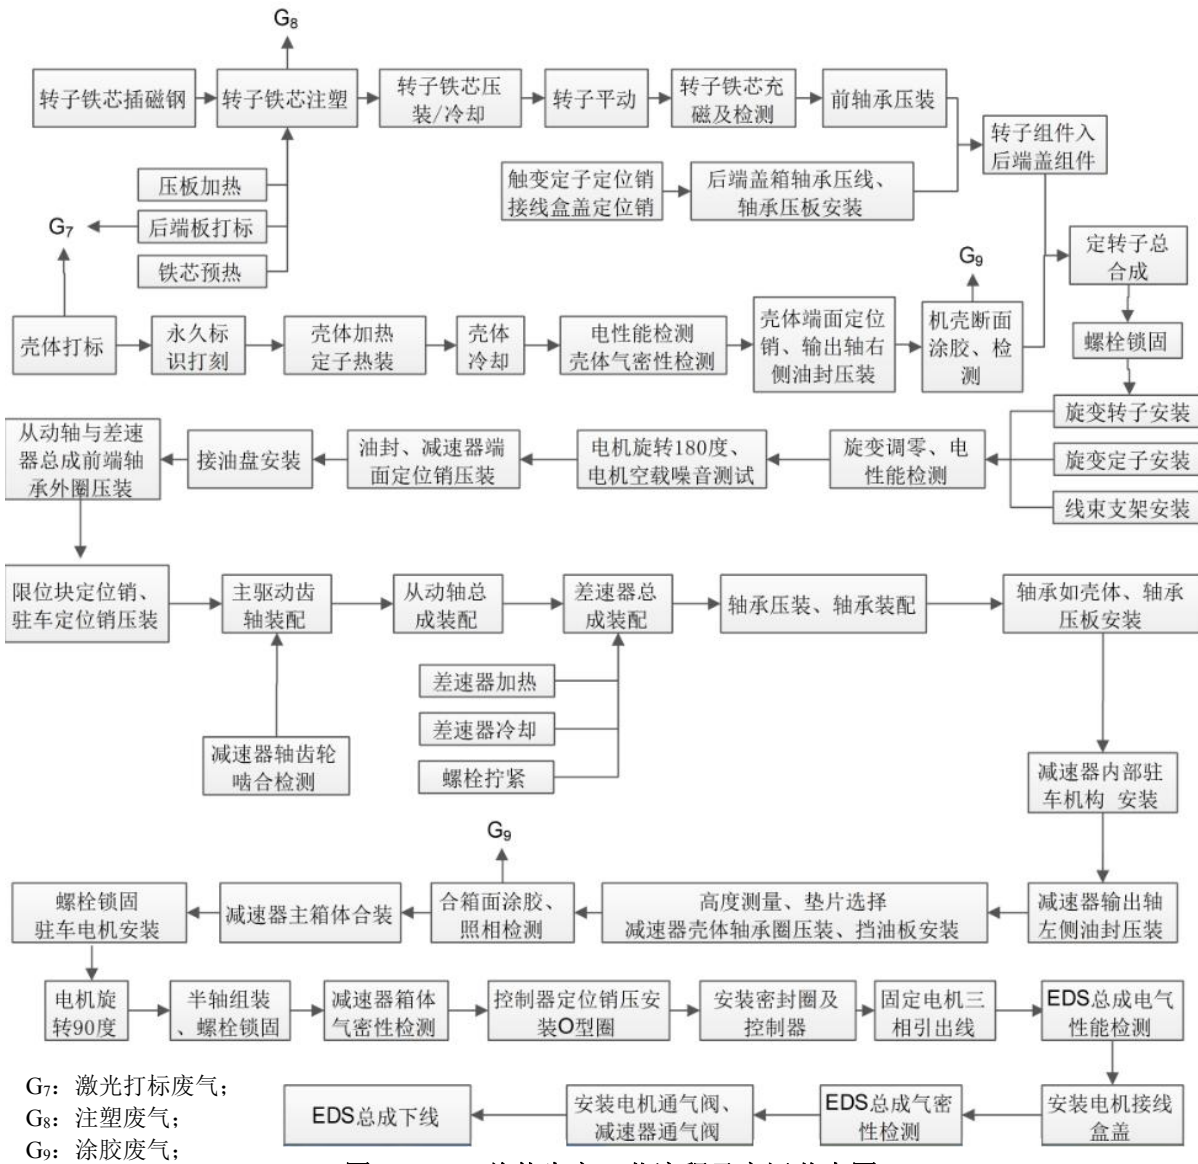 G₈
转子铁芯插磁钢
转子铁芯注塑
转子铁芯压
装/冷却
转子平动
转子铁芯充
磁及检测
前轴承压装
转子组件入
后端盖组件
压板加热
后端板打标
铁芯预热
触变定子定位销
接线盒盖定位销
后端盖箱轴承压线、
轴承压板安装
G₇
G₉
定转子总
合成
壳体打标
永久标
识打刻
壳体加热
定子热装
壳体
冷却
电性能检测
壳体气密性检测
壳体端面定位
销、输出轴右
侧油封压装
机壳断面
涂胶、检
测
螺栓锁固
旋变转子安装
旋变定子安装
线束支架安装
旋变调零、电
性能检测
电机旋转180度、
电机空载噪音测试
油封、减速器端
面定位销压装
接油盘安装
从动轴与差速
器总成前端轴
承外圈压装
限位块定位销、
驻车定位销压装
主驱动齿
轴装配
从动轴总
成装配
差速器总
成装配
轴承压装、轴承装配
轴承如壳体、轴承
压板安装
差速器加热
差速器冷却
螺栓拧紧
减速器轴齿轮
啮合检测
减速器内部驻
车机构 安装
G₉
螺栓锁固
驻车电机安装
减速器主箱体合装
合箱面涂胶、
照相检测
高度测量、垫片选择
减速器壳体轴承圈压装、挡油板安装
减速器输出轴
左侧油封压装
电机旋
转90度
半轴组装
、螺栓锁固
减速器箱体
气密性检测
控制器定位销压安
装O型圈
安装密封圈及
控制器
固定电机三
相引出线
EDS总成电气
性能检测
EDS总成下线
安装电机通气阀、
减速器通气阀
EDS总成气密
性检测
安装电机接线
盒盖
G₇：激光打标废气；
G₈：注塑废气；
G₉：涂胶废气；